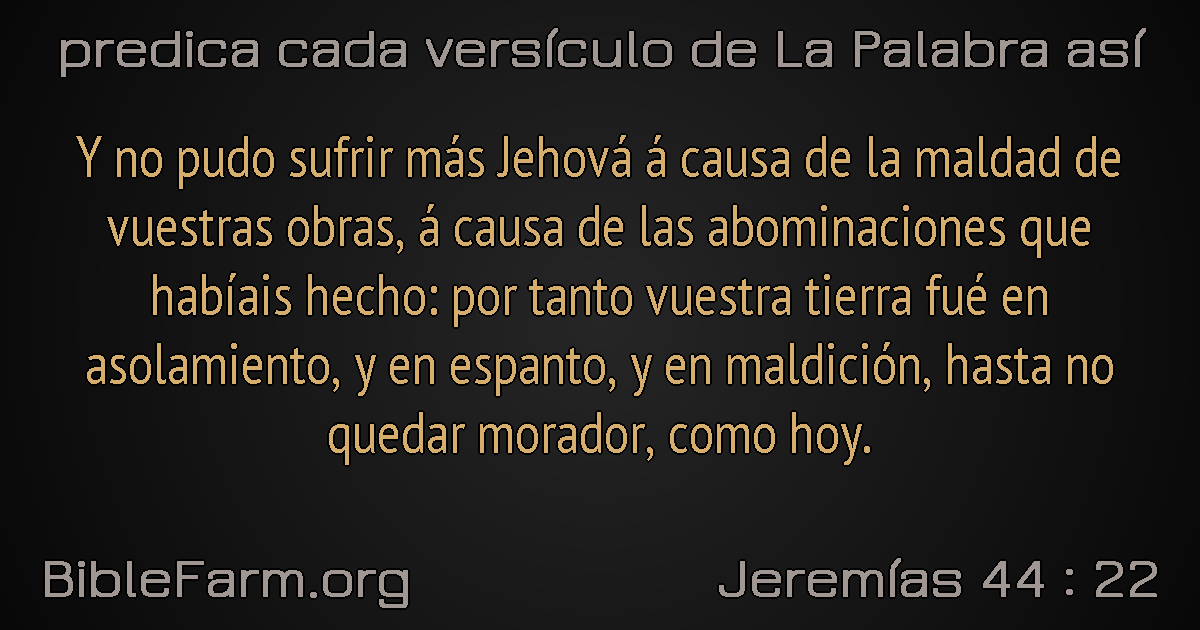 predica cada versículo de La Palabra así
Y no pudo sufrir más Jehová á causa de la maldad de
vuestras obras, á causa de las abominaciones que
habíais hecho: por tanto vuestra tierra fué en
asolamiento, y en espanto, y en maldición, hasta no
quedar morador, como hoy.
BibleFarm.org
Jeremías 44 : 22